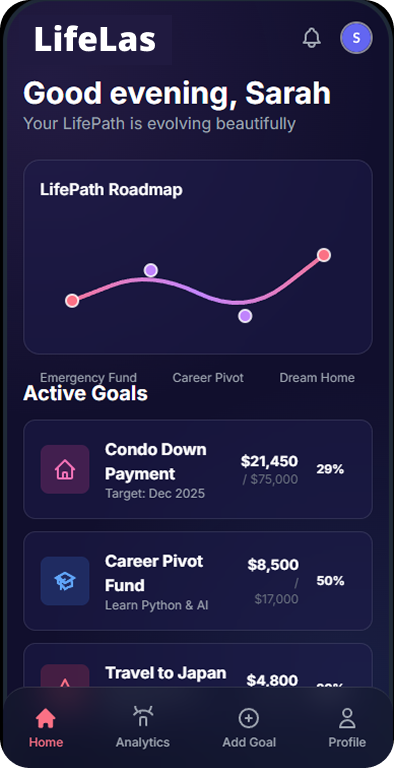 LifeLas
S
Good evening, Sarah
Your LifePath is evolving beautifully
LifePath Roadmap
Emergency Fund Career Pivot Dream Home
Active Goals
Condo Down
Payment
Target: Dec 2025
$21,450
/ $75,000
29%
Career Pivot
Fund
Learn Python & AI
$8,500
/
$17,000
50%
Travel to Japan
$4,800
Home Analytics Add Goal Profile